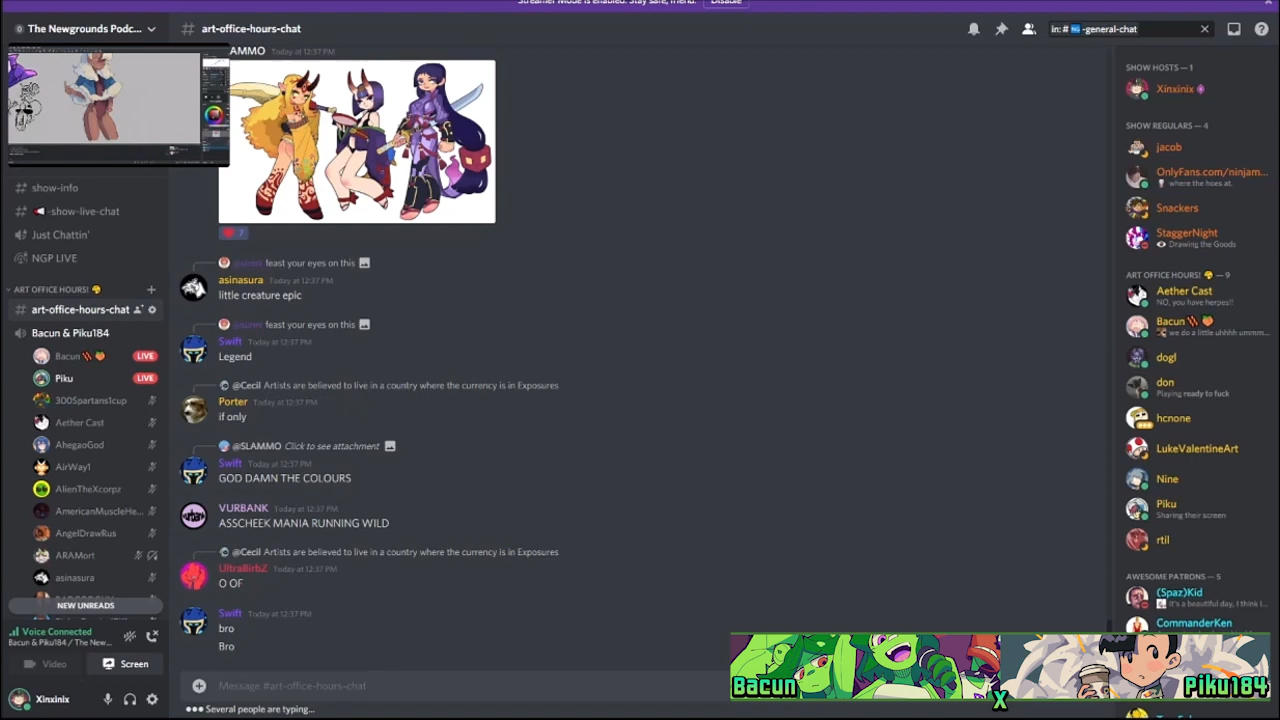 Streamer Mode is enabled. Stay safe, friend. Disable
The Newgrounds Podc...
# art-office-hours-chat
in: # NG -general-chat
show-info
-show-live-chat
Just Chattin'
NGP LIVE
ART OFFICE HOURS!
art-office-hours-chat
Bacun & Piku184
Bacun LIVE
Piku LIVE
300Spartans1cup
Aether Cast
AhegaoGod
AirWay1
AlienTheXcorpz
AmericanMuscleHe...
AngelDrawRus
ARAMort
asinasura
NEW UNREADS
Voice Connected
Bacun & Piku184 / The New...
Video
Screen
Xinxinix
AMMO Today at 12:37 PM
7
feast your eyes on this
asinasura Today at 12:37 PM
little creature epic
feast your eyes on this
Swift Today at 12:37 PM
Legend
@Cecil Artists are believed to live in a country where the currency is in Exposures
Porter Today at 12:37 PM
if only
@SLAMMO Click to see attachment
Swift Today at 12:37 PM
GOD DAMN THE COLOURS
VURBANK Today at 12:37 PM
ASSCHEEK MANIA RUNNING WILD
@Cecil Artists are believed to live in a country where the currency is in Exposures
UltraBirbZ Today at 12:37 PM
O OF
Swift Today at 12:37 PM
bro
Bro
Message #art-office-hours-chat
Several people are typing...
SHOW HOSTS — 1
Xinxinix
SHOW REGULARS — 4
jacob
OnlyFans.com/ninjam...
where the hoes at.
Snackers
StaggerNight
Drawing the Goods
ART OFFICE HOURS! — 9
Aether Cast
NO, you have herpes!!
Bacun
we do a little uhhhh ummm...
dogl
don
Playing ready to fuck
hcnone
LukeValentineArt
Nine
Piku
Sharing their screen
rtil
AWESOME PATRONS — 5
(Spaz)Kid
It's a beautiful day, I think I...
CommanderKen
Bacun
X
Piku184